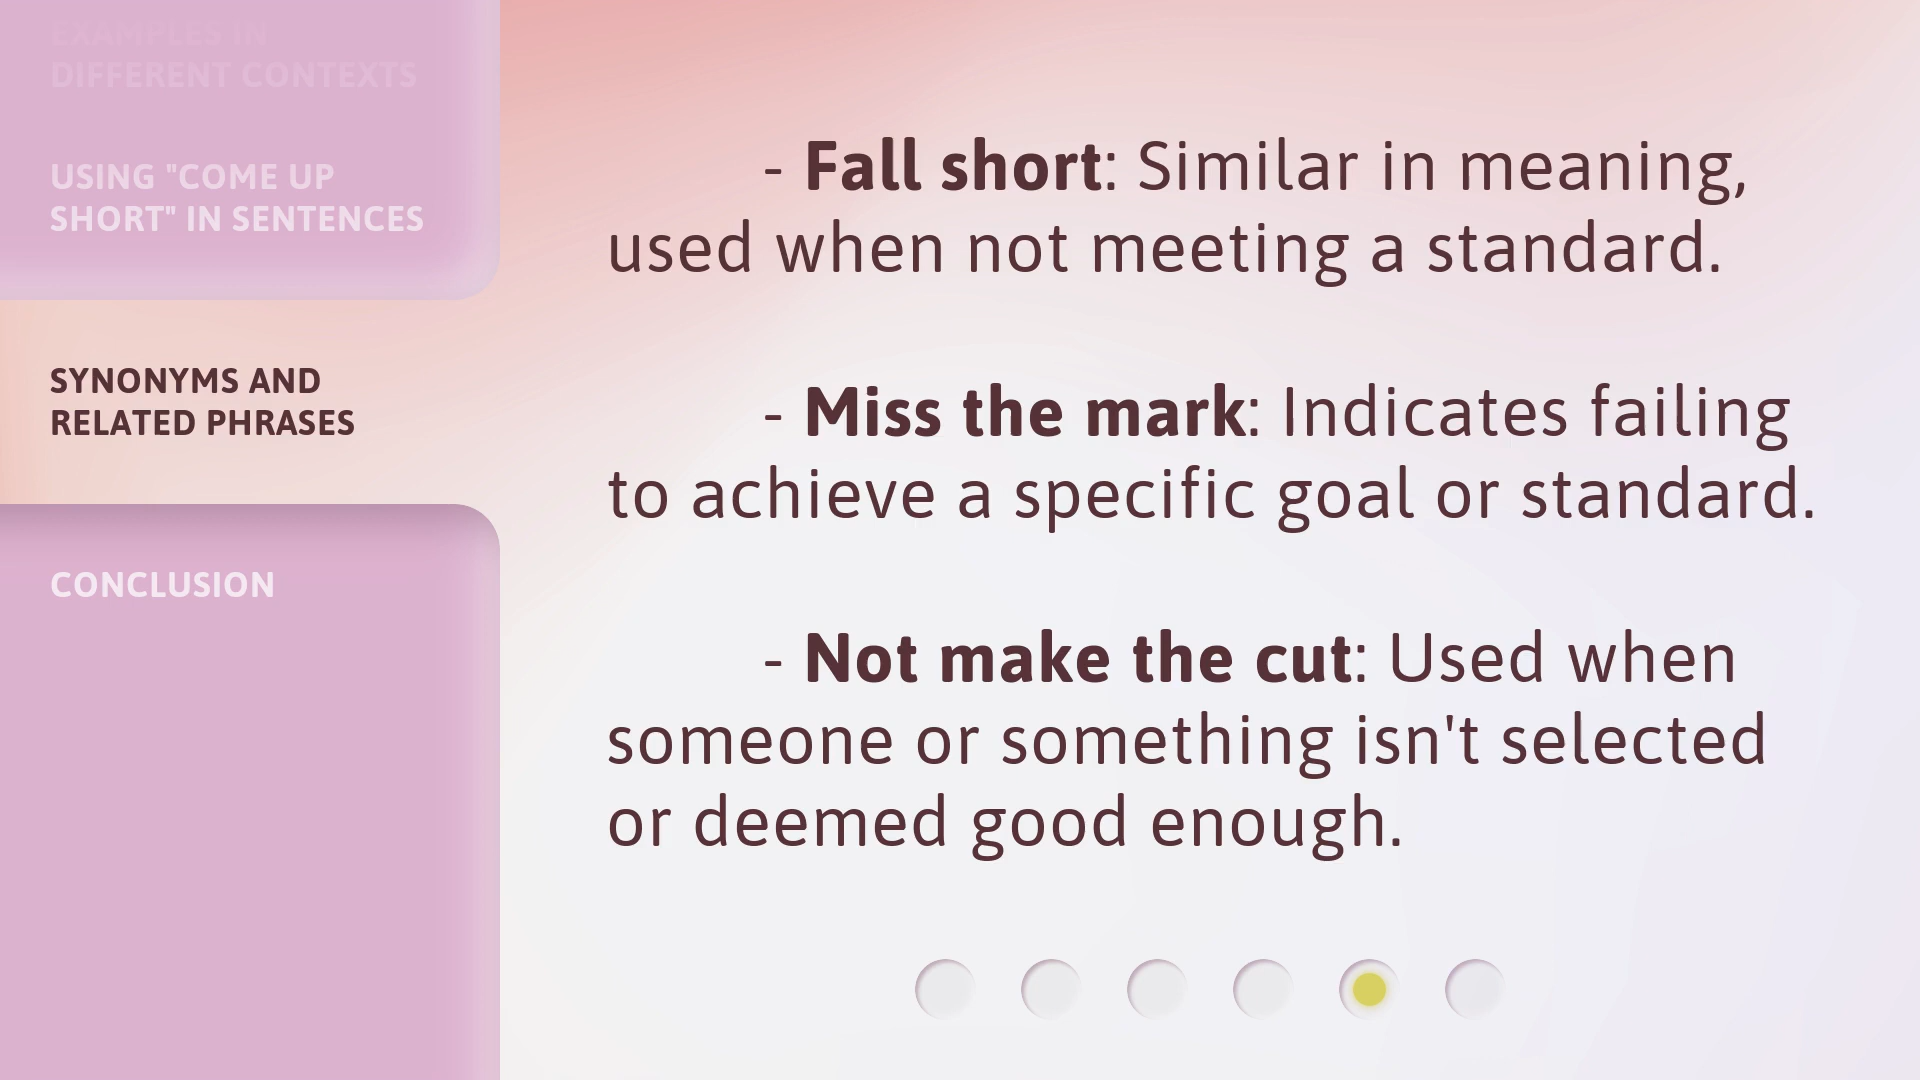 EXAMPLES IN
DIFFERENT CONTEXTS
USING "COME UP
SHORT" IN SENTENCES
SYNONYMS AND
RELATED PHRASES
CONCLUSION
- Fall short: Similar in meaning,
used when not meeting a standard.
- Miss the mark: Indicates failing
to achieve a specific goal or standard.
- Not make the cut: Used when
someone or something isn't selected
or deemed good enough.